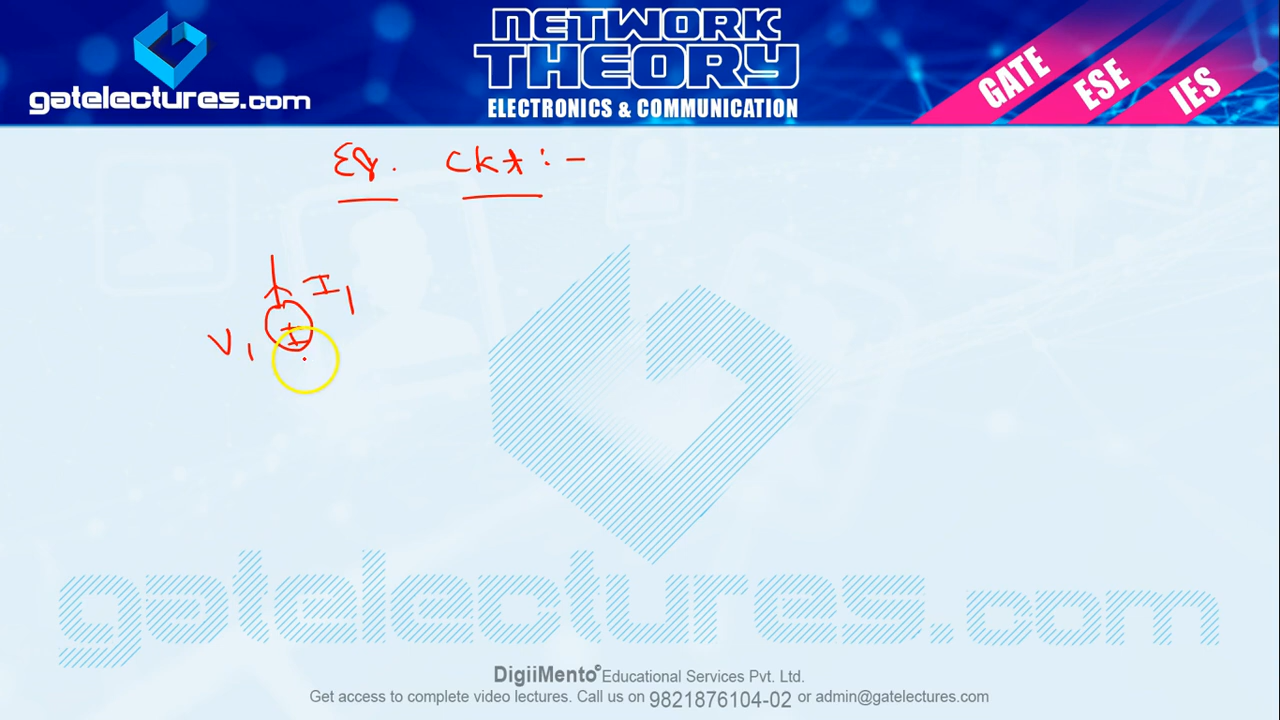 NETWORK
THEORY
ELECTRONICS & COMMUNICATION
gatelectures.com
GATE
ESE
IES
Eq. Ckt :-
I1
V1
+
gatelectures.com
DigiiMento© Educational Services Pvt. Ltd.
Get access to complete video lectures. Call us on 9821876104-02 or admin@gatelectures.com